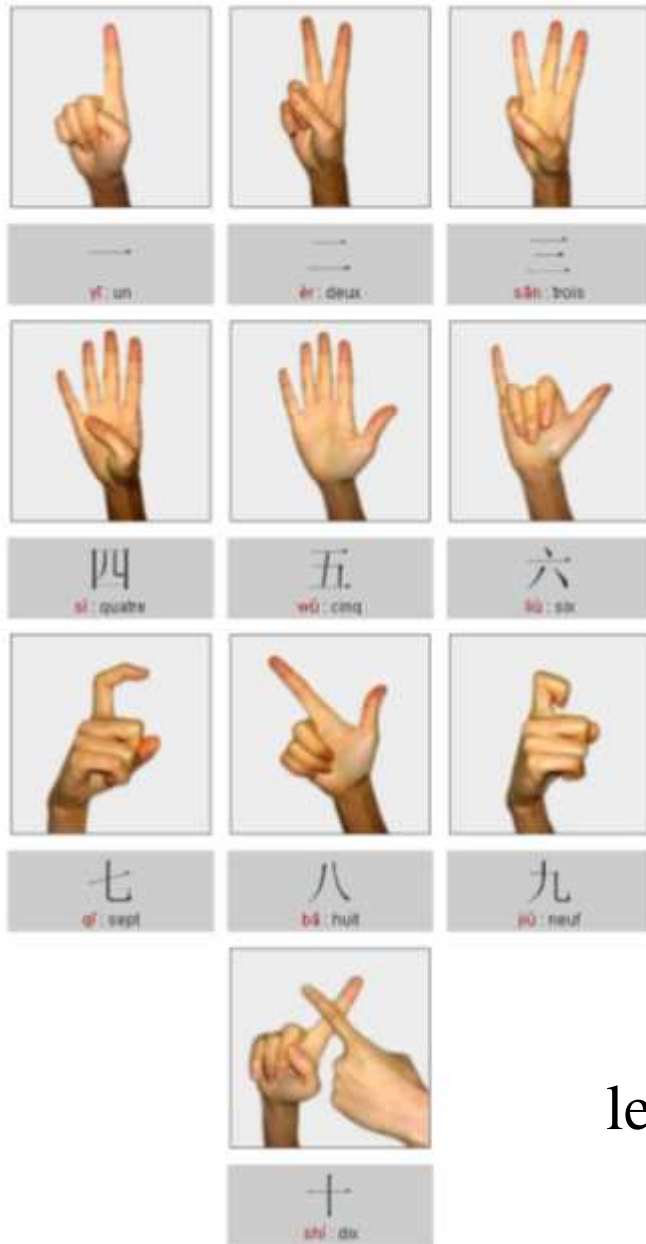 一 二 三
yī : un èr : deux sān : trois
四 五 六
sì : quatre wǔ : cinq liù : six
七 八 九
qī : sept bā : huit jiǔ : neuf
le
十
shí : dix